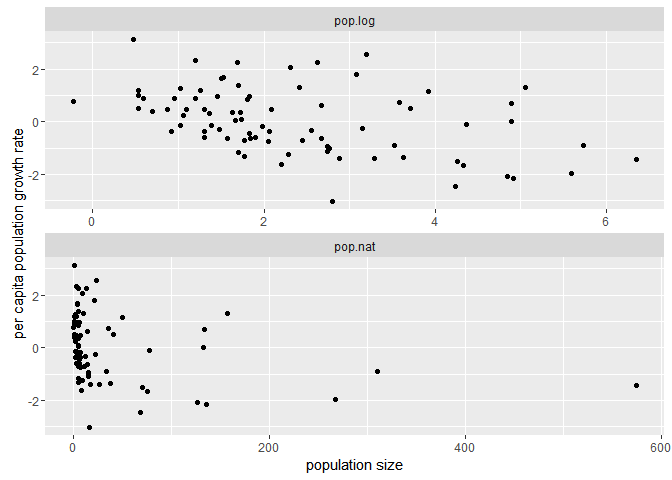 pop.log
2
0
-2
0 2 4 6
per capita population growth rate
pop.nat
2
0
-2
0 200 400 600
population size